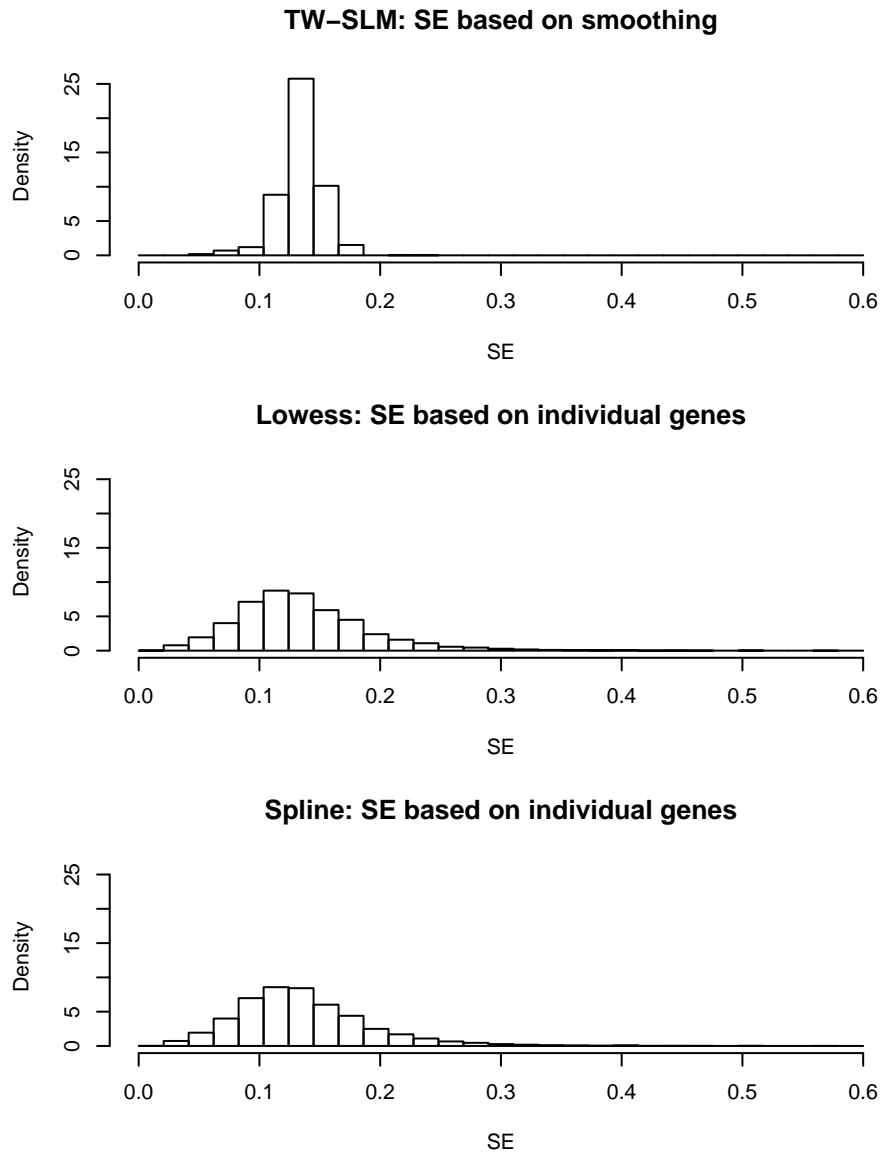 TW−SLM: SE based on smoothing
Density
0 5 15 25
0.0 0.1 0.2 0.3 0.4 0.5 0.6
SE
Lowess: SE based on individual genes
Density
0 5 15 25
0.0 0.1 0.2 0.3 0.4 0.5 0.6
SE
Spline: SE based on individual genes
Density
0 5 15 25
0.0 0.1 0.2 0.3 0.4 0.5 0.6
SE